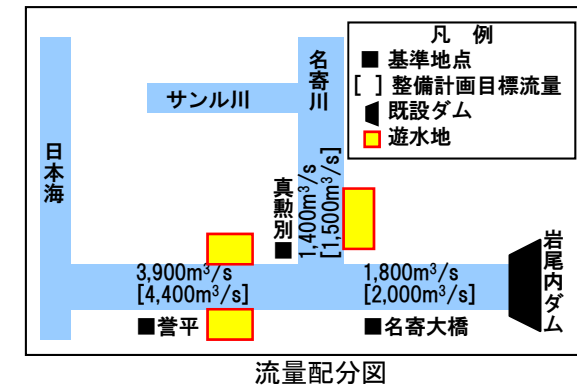 凡 例
■ 基準地点
[ ] 整備計画目標流量
既設ダム
遊水地
名寄川
サンル川
日本海
真勲別
■
1,400m³/s
[1,500m³/s]
岩尾内ダム
3,900m³/s
[4,400m³/s]
1,800m³/s
[2,000m³/s]
■誉平
■名寄大橋
流量配分図